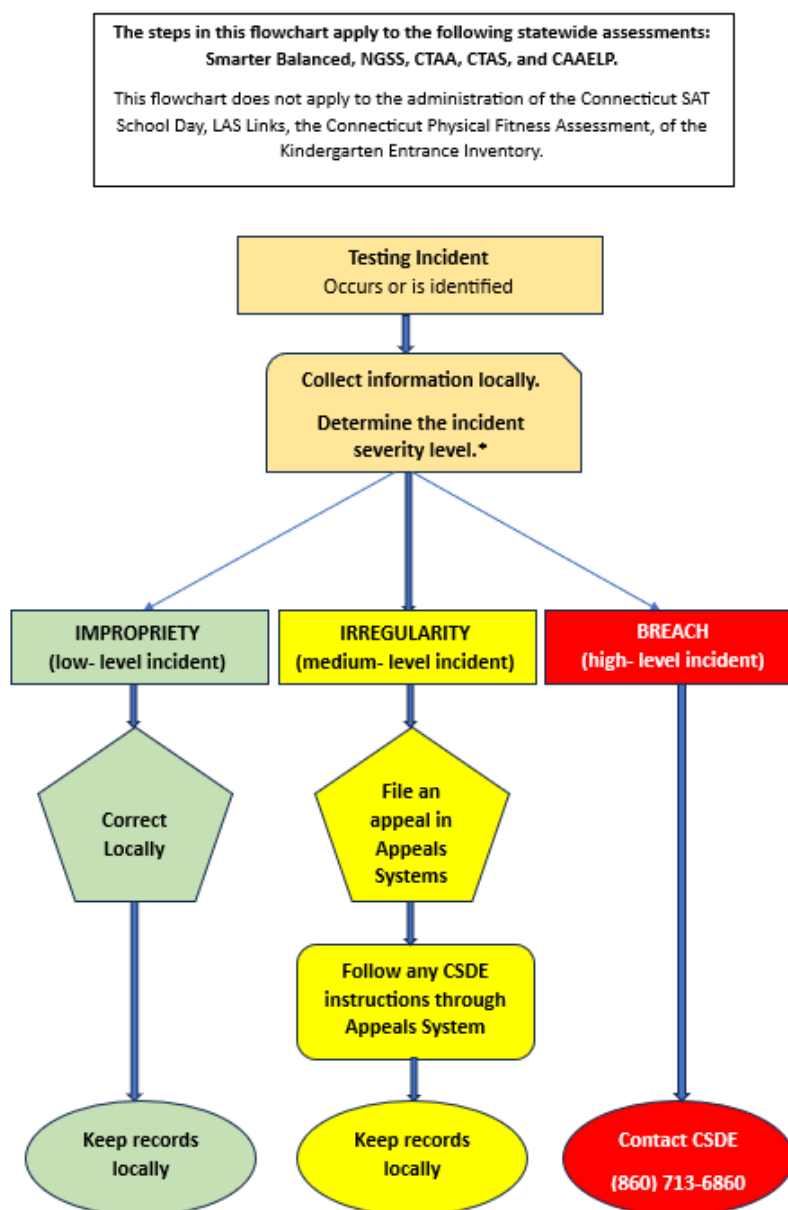 The steps in this flowchart apply to the following statewide assessments:
Smarter Balanced, NGSS, CTAA, CTAS, and CAAELP.
This flowchart does not apply to the administration of the Connecticut SAT
School Day, LAS Links, the Connecticut Physical Fitness Assessment, of the
Kindergarten Entrance Inventory.
Testing Incident
Occurs or is identified
Collect information locally.
Determine the incident
severity level.*
IMPROPRIETY
(low- level incident)
IRREGULARITY
(medium- level incident)
BREACH
(high- level incident)
Correct
Locally
File an
appeal in
Appeals
Systems
Follow any CSDE
instructions through
Appeals System
Keep records
locally
Keep records
locally
Contact CSDE
(860) 713-6860